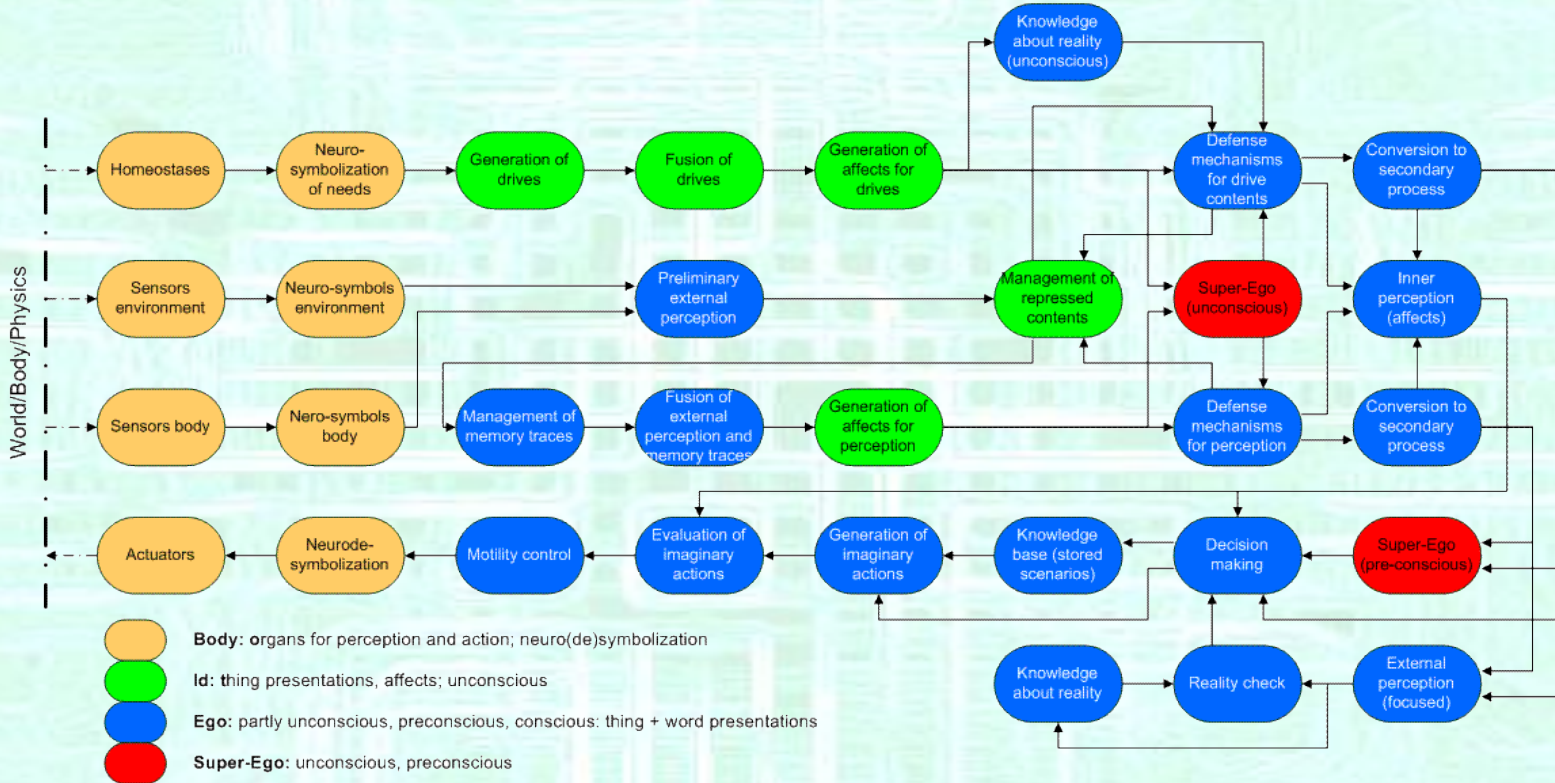 Knowledge
about reality
(unconscious)
Homeostases
Neuro-
symbolization
of needs
Generation of
drives
Fusion of
drives
Generation of
affects for
drives
Defense
mechanisms
for drive
contents
Conversion to
secondary
process
World/Body/Physics
Sensors
environment
Neuro-symbols
environment
Preliminary
external
perception
Management of
repressed
contents
Super-Ego
(unconscious)
Inner
perception
(affects)
Sensors body
Nero-symbols
body
Management of
memory traces
Fusion of
external
perception and
memory traces
Generation of
affects for
perception
Defense
mechanisms
for perception
Conversion to
secondary
process
Actuators
Neurode-
symbolization
Motility control
Evaluation of
imaginary
actions
Generation of
imaginary
actions
Knowledge
base (stored
scenarios)
Decision
making
Super-Ego
(pre-conscious)
Knowledge
about reality
Reality check
External
perception
(focused)
Body: organs for perception and action; neuro(de)symbolization
Id: thing presentations, affects; unconscious
Ego: partly unconscious, preconscious, conscious: thing + word presentations
Super-Ego: unconscious, preconscious